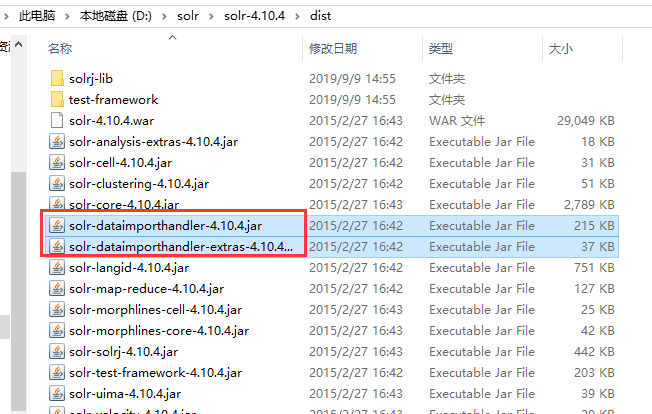 此电脑 > 本地磁盘 (D:) > solr > solr-4.10.4 > dist
名称 修改日期 类型 大小
solrj-lib 2019/9/9 14:55 文件夹
test-framework 2019/9/9 14:55 文件夹
solr-4.10.4.war 2015/2/27 16:43 WAR 文件 29,049 KB
solr-analysis-extras-4.10.4.jar 2015/2/27 16:42 Executable Jar File 18 KB
solr-cell-4.10.4.jar 2015/2/27 16:42 Executable Jar File 31 KB
solr-clustering-4.10.4.jar 2015/2/27 16:42 Executable Jar File 51 KB
solr-core-4.10.4.jar 2015/2/27 16:43 Executable Jar File 2,789 KB
solr-dataimporthandler-4.10.4.jar 2015/2/27 16:42 Executable Jar File 215 KB
solr-dataimporthandler-extras-4.10.4... 2015/2/27 16:42 Executable Jar File 37 KB
solr-langid-4.10.4.jar 2015/2/27 16:42 Executable Jar File 751 KB
solr-map-reduce-4.10.4.jar 2015/2/27 16:42 Executable Jar File 127 KB
solr-morphlines-cell-4.10.4.jar 2015/2/27 16:43 Executable Jar File 25 KB
solr-morphlines-core-4.10.4.jar 2015/2/27 16:43 Executable Jar File 42 KB
solr-solrj-4.10.4.jar 2015/2/27 16:43 Executable Jar File 442 KB
solr-test-framework-4.10.4.jar 2015/2/27 16:42 Executable Jar File 203 KB
solr-uima-4.10.4.jar 2015/2/27 16:42 Executable Jar File 39 KB